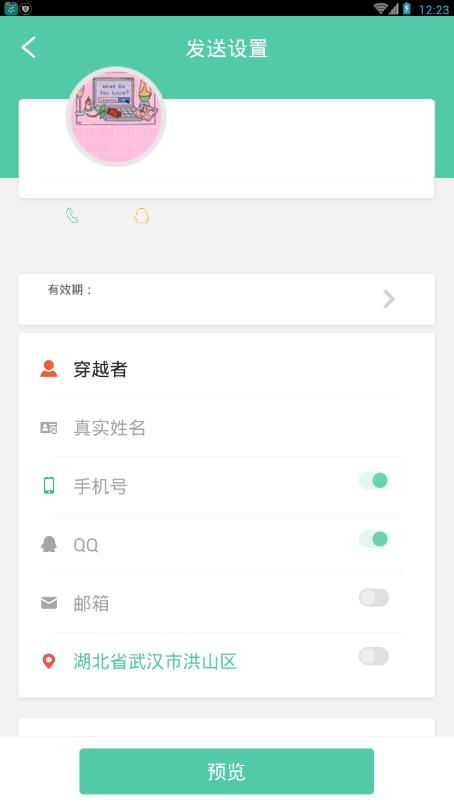 12:23
发送设置
What Do
You Love?
有效期：
穿越者
真实姓名
手机号
QQ
邮箱
湖北省武汉市洪山区
预览